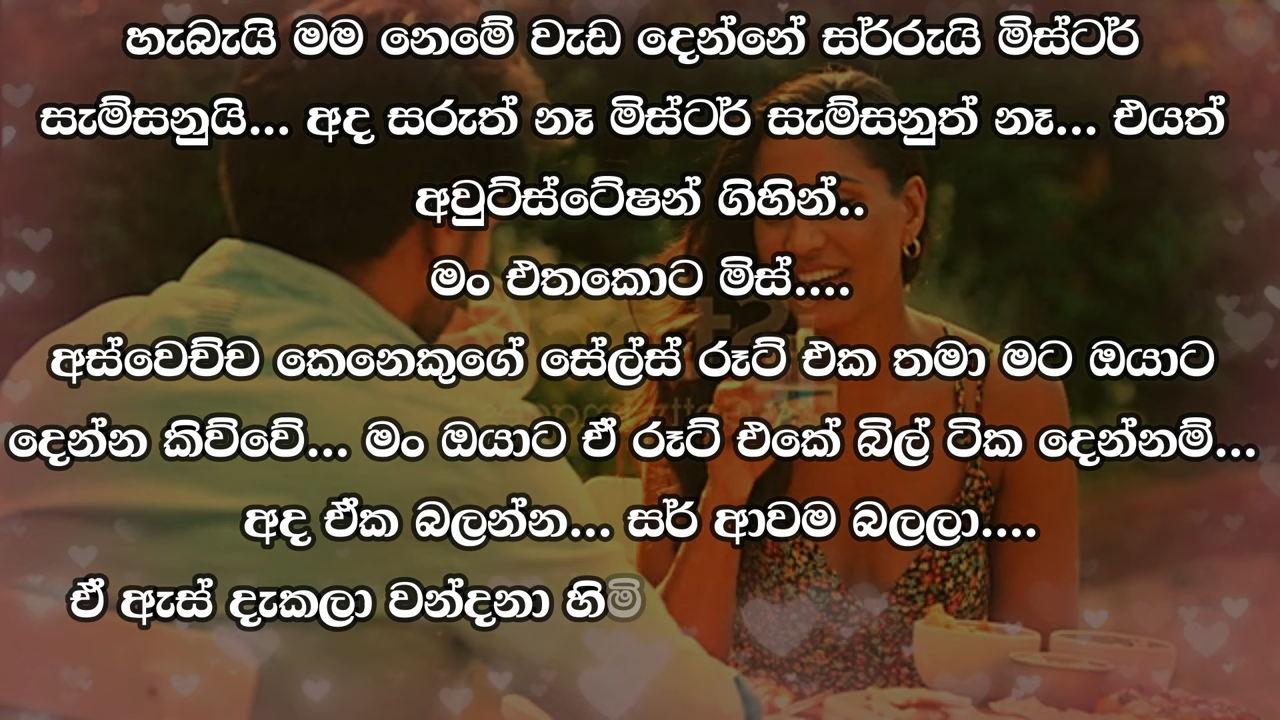 හැබැයි මම නෙමේ වැඩ දෙන්නේ සර්රුයි මිස්ටර්
සැම්සනුයි... අද සරුත් නෑ මිස්ටර් සැම්සනුත් නෑ... එයත්
අවුට්ස්ටේෂන් ගිහින්..
මං එතකොට මිස්....
අස්වෙච්ච කෙනෙකුගේ සේල්ස් රූට් එක තමා මට ඔයාට
දෙන්න කිව්වේ... මං ඔයාට ඒ රූට් එකේ බිල් ටික දෙන්නම්...
අද ඒක බලන්න... සර් ආවම බලලා....
ඒ ඇස් දැකලා වන්දනා හිමි